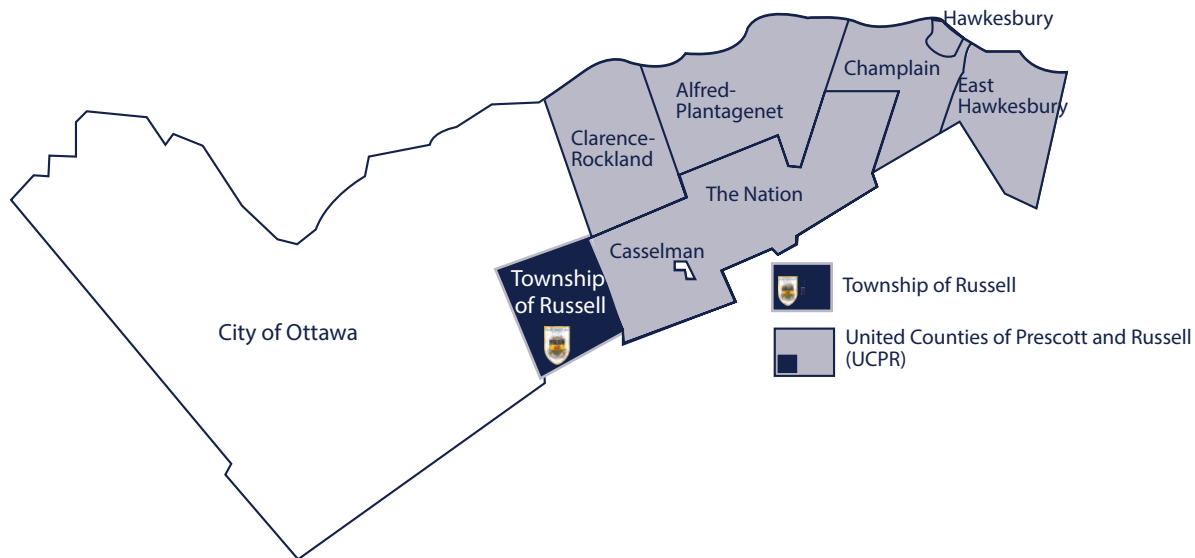 Hawkesbury
Champlain
East
Hawkesbury
Alfred-
Plantagenet
Clarence-
Rockland
The Nation
Casselman
Township
of Russell
City of Ottawa
Township of Russell
United Counties of Prescott and Russell
(UCPR)